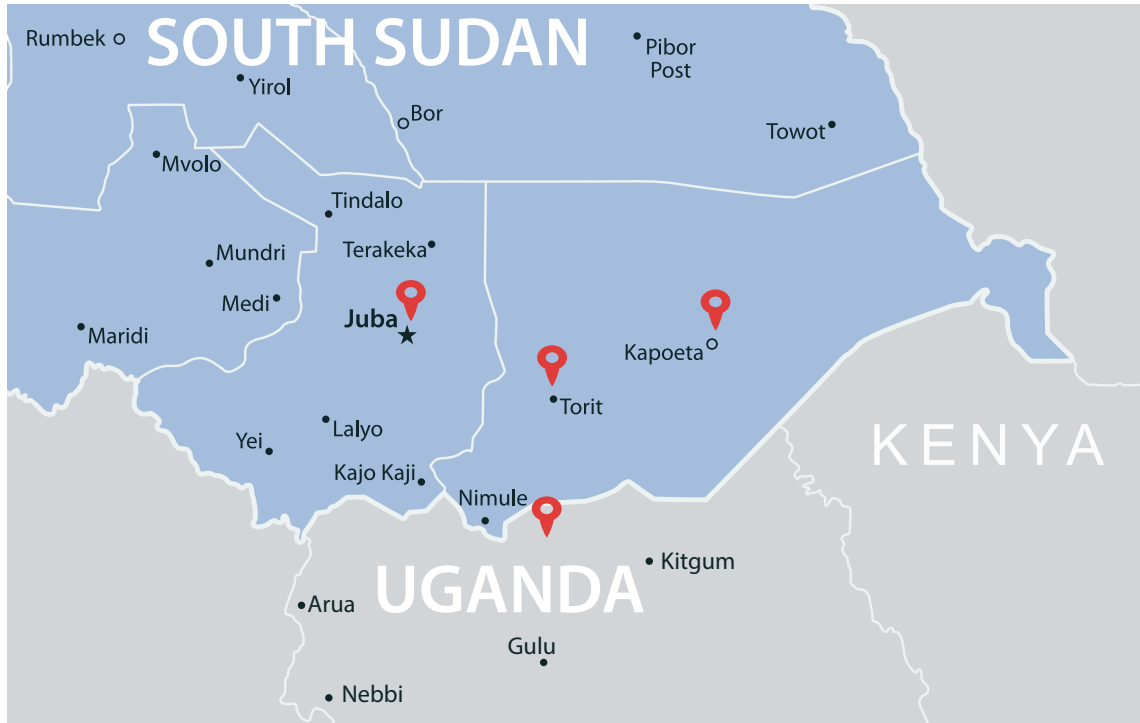 SOUTH SUDAN
Rumbek
Pibor
Post
Yirol
Bor
Towot
Mvolo
Tindalo
Terakeka
Mundri
Medi
Juba
Maridi
Kapoeta
Torit
Lalyo
Yei
KENYA
Kajo Kaji
Nimule
Kitgum
UGANDA
Arua
Gulu
Nebbi